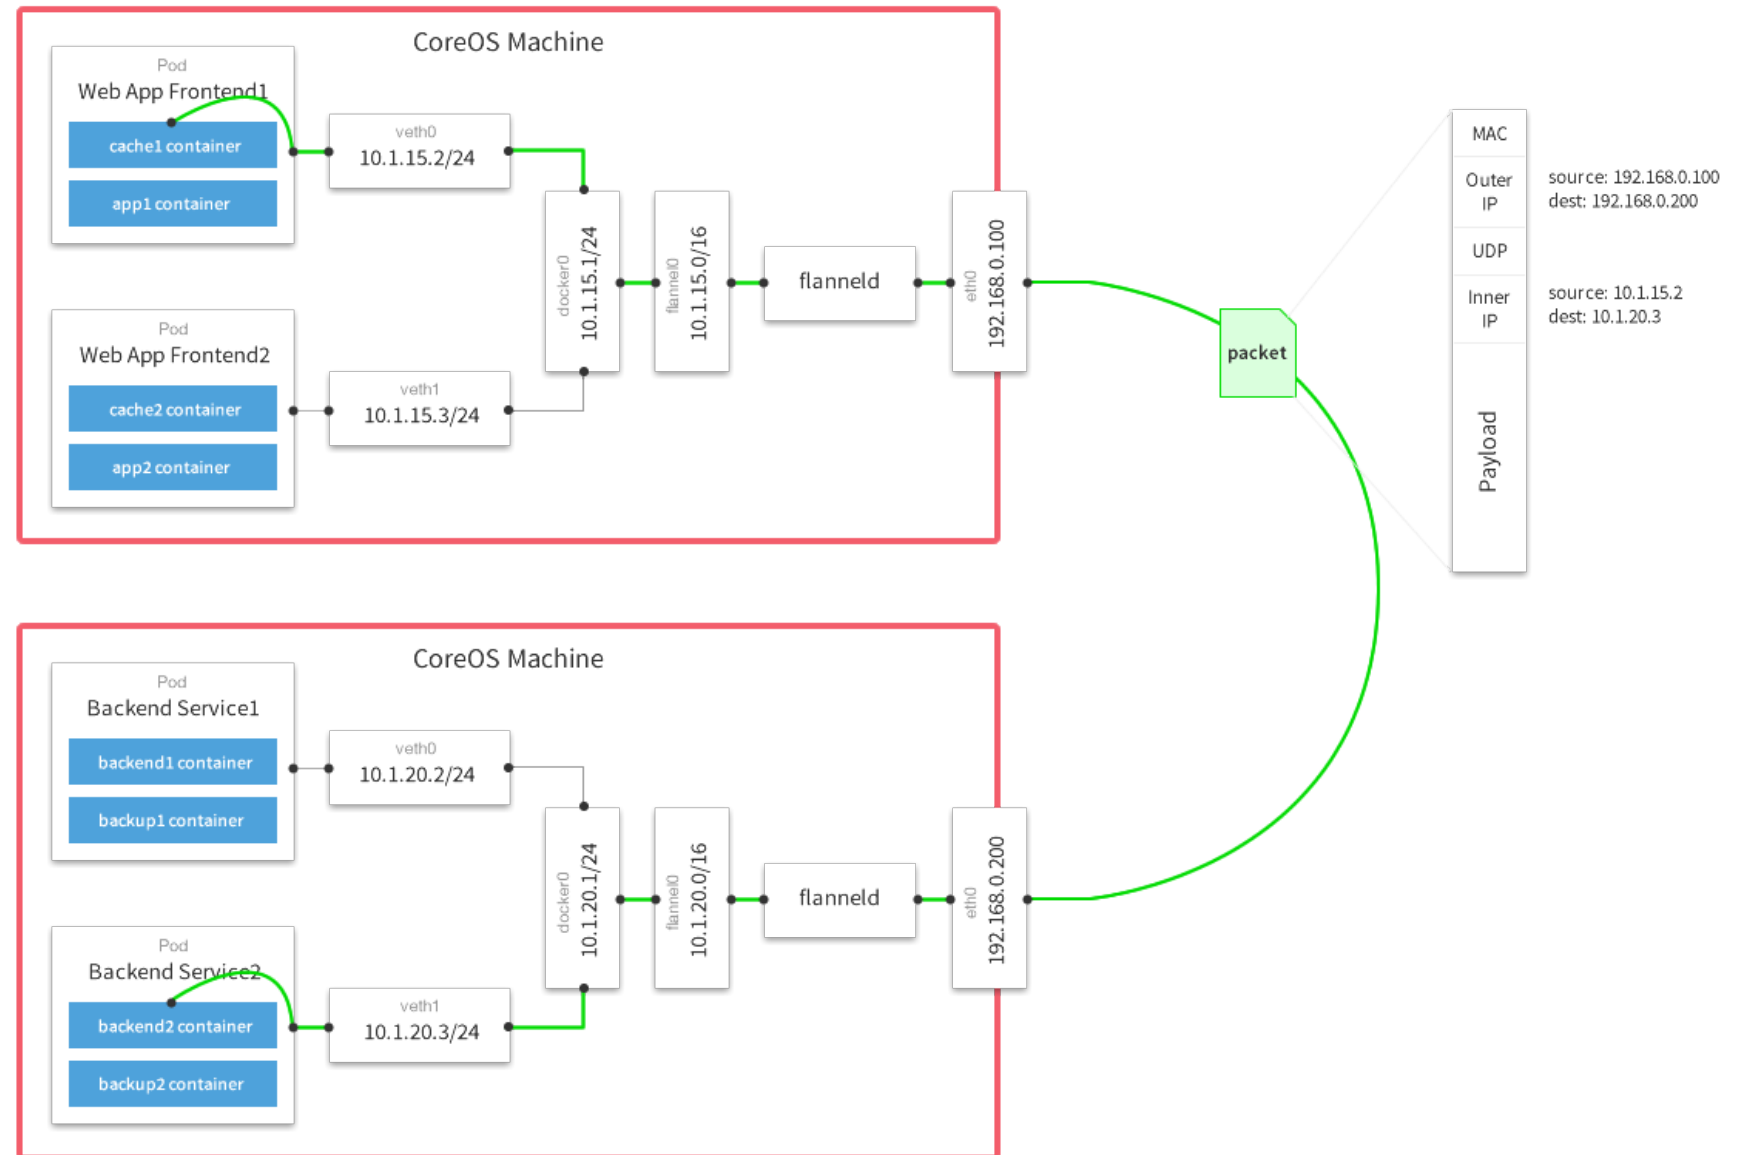 CoreOS Machine
Pod
Web App Frontend1
cache1 container
app1 container
veth0
10.1.15.2/24
Pod
Web App Frontend2
cache2 container
app2 container
veth1
10.1.15.3/24
docker0
10.1.15.1/24
flannel0
10.1.15.0/16
flanneld
eth0
192.168.0.100
packet
MAC
Outer
IP
source: 192.168.0.100
dest: 192.168.0.200
UDP
Inner
IP
source: 10.1.15.2
dest: 10.1.20.3
Payload
CoreOS Machine
Pod
Backend Service1
backend1 container
backup1 container
veth0
10.1.20.2/24
Pod
Backend Service2
backend2 container
backup2 container
veth1
10.1.20.3/24
docker0
10.1.20.1/24
flannel0
10.1.20.0/16
flanneld
eth0
192.168.0.200